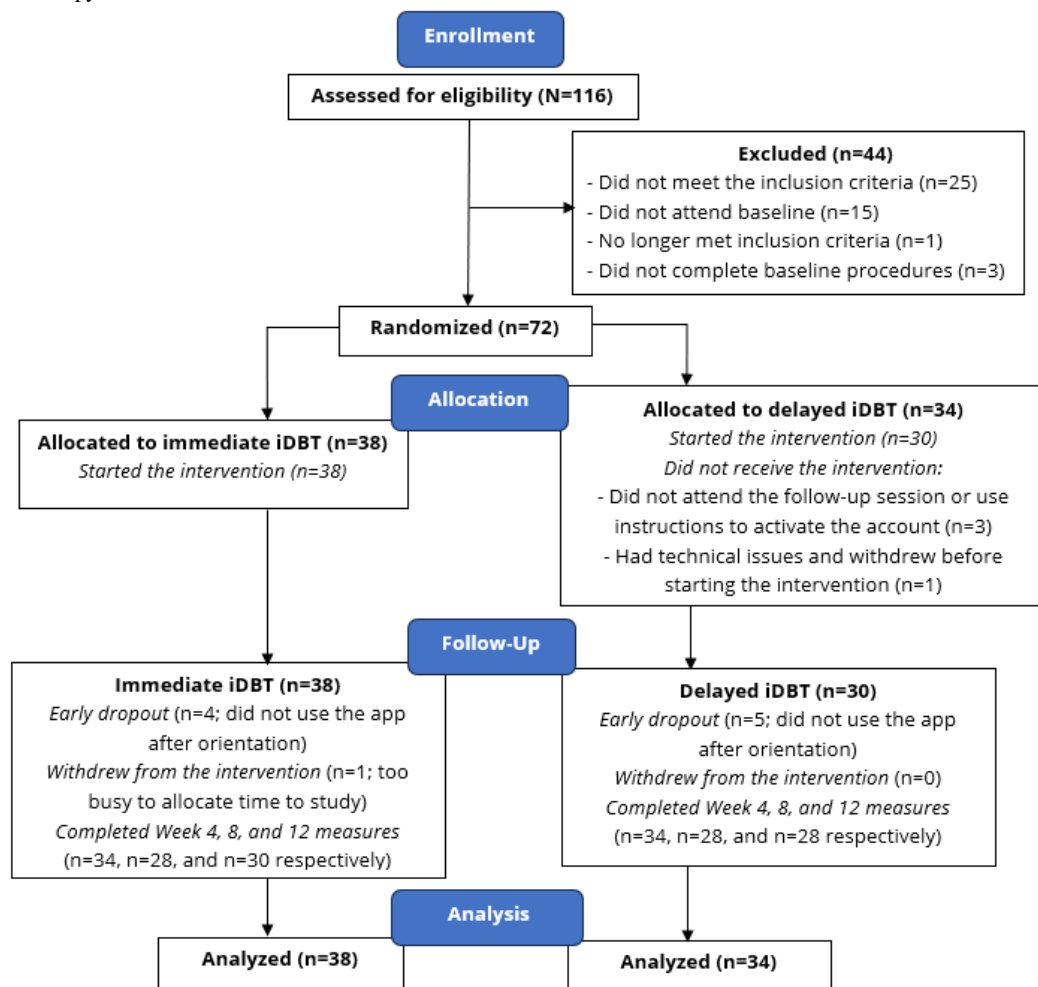 Enrollment
Assessed for eligibility (N=116)
Excluded (n=44)
- Did not meet the inclusion criteria (n=25)
- Did not attend baseline (n=15)
- No longer met inclusion criteria (n=1)
- Did not complete baseline procedures (n=3)
Randomized (n=72)
Allocation
Allocated to immediate iDBT (n=38)
Started the intervention (n=38)
Allocated to delayed iDBT (n=34)
Started the intervention (n=30)
Did not receive the intervention:
- Did not attend the follow-up session or use
instructions to activate the account (n=3)
- Had technical issues and withdrew before
starting the intervention (n=1)
Follow-Up
Immediate iDBT (n=38)
Early dropout (n=4; did not use the app
after orientation)
Withdrew from the intervention (n=1; too
busy to allocate time to study)
Completed Week 4, 8, and 12 measures
(n=34, n=28, and n=30 respectively)
Delayed iDBT (n=30)
Early dropout (n=5; did not use the app
after orientation)
Withdrew from the intervention (n=0)
Completed Week 4, 8, and 12 measures
(n=34, n=28, and n=28 respectively)
Analysis
Analyzed (n=38)
Analyzed (n=34)